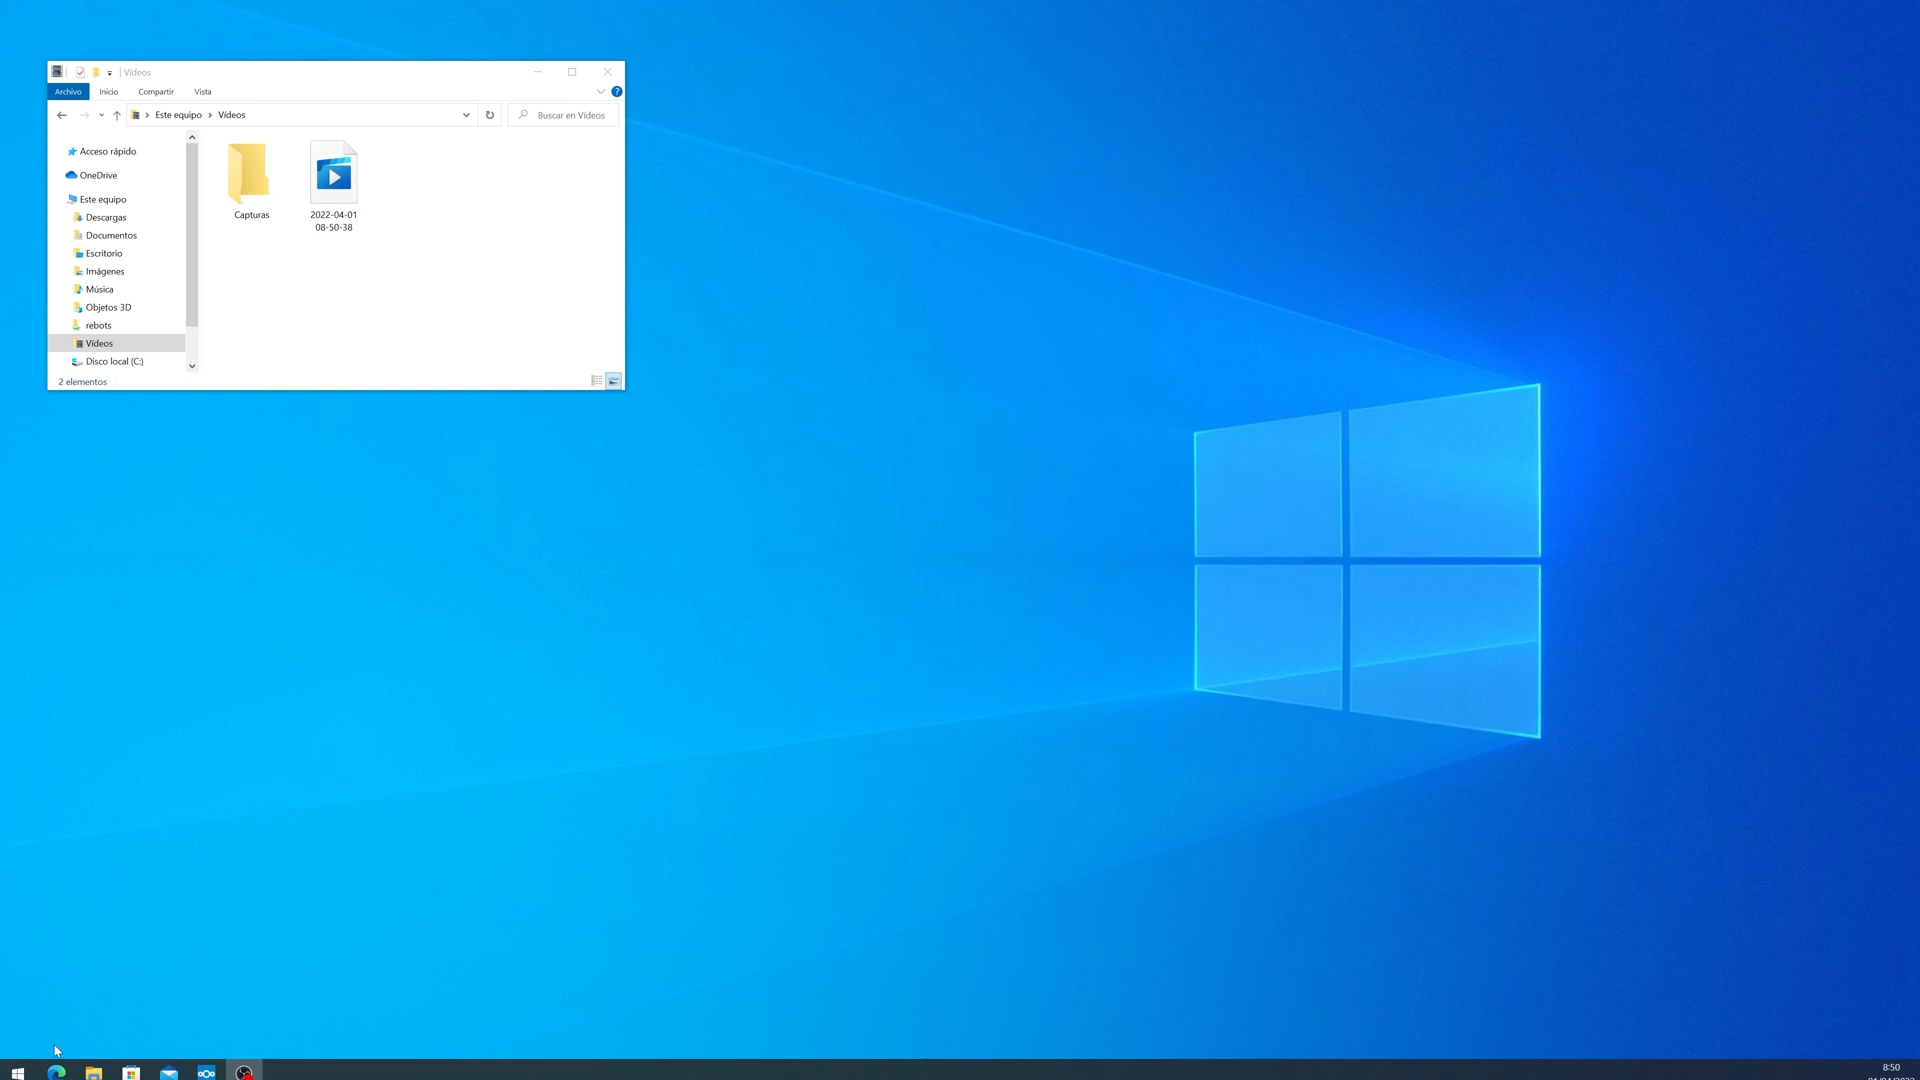 Vídeos
Archivo Inicio Compartir Vista
Este equipo Vídeos Buscar en Vídeos
Acceso rápido
OneDrive
Este equipo
Descargas
Documentos
Escritorio
Imágenes
Música
Objetos 3D
rebots
Vídeos
Disco local (C:)
Capturas
2022-04-01
08-50-38
2 elementos
8:50